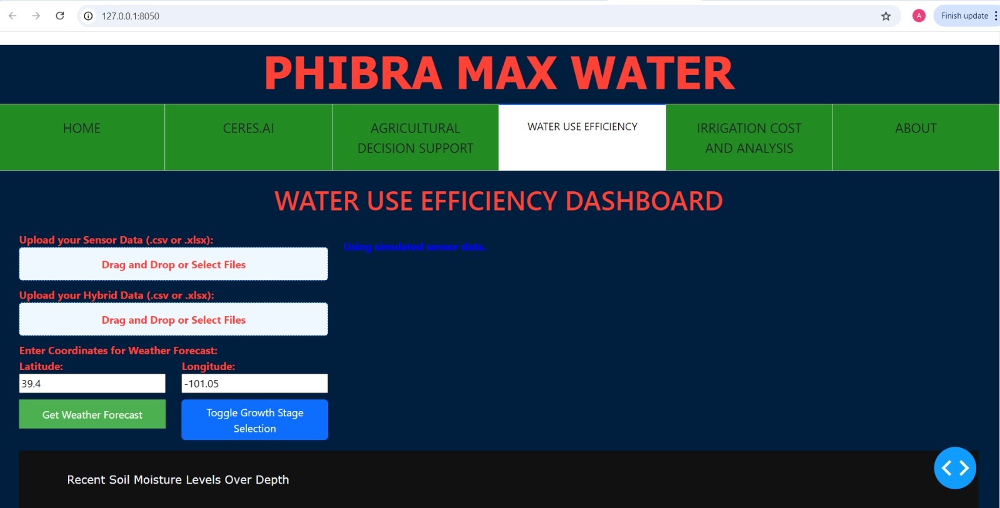 127.0.0.1:8050
A
Finish update
PHIBRA MAX WATER
HOME
CERES.AI
AGRICULTURAL
DECISION SUPPORT
WATER USE EFFICIENCY
IRRIGATION COST
AND ANALYSIS
ABOUT
WATER USE EFFICIENCY DASHBOARD
Upload your Sensor Data (.csv or .xlsx):
Drag and Drop or Select Files
Using simulated sensor data.
Upload your Hybrid Data (.csv or .xlsx):
Drag and Drop or Select Files
Enter Coordinates for Weather Forecast:
Latitude:
Longitude:
39.4
-101.05
Get Weather Forecast
Toggle Growth Stage
Selection
Recent Soil Moisture Levels Over Depth